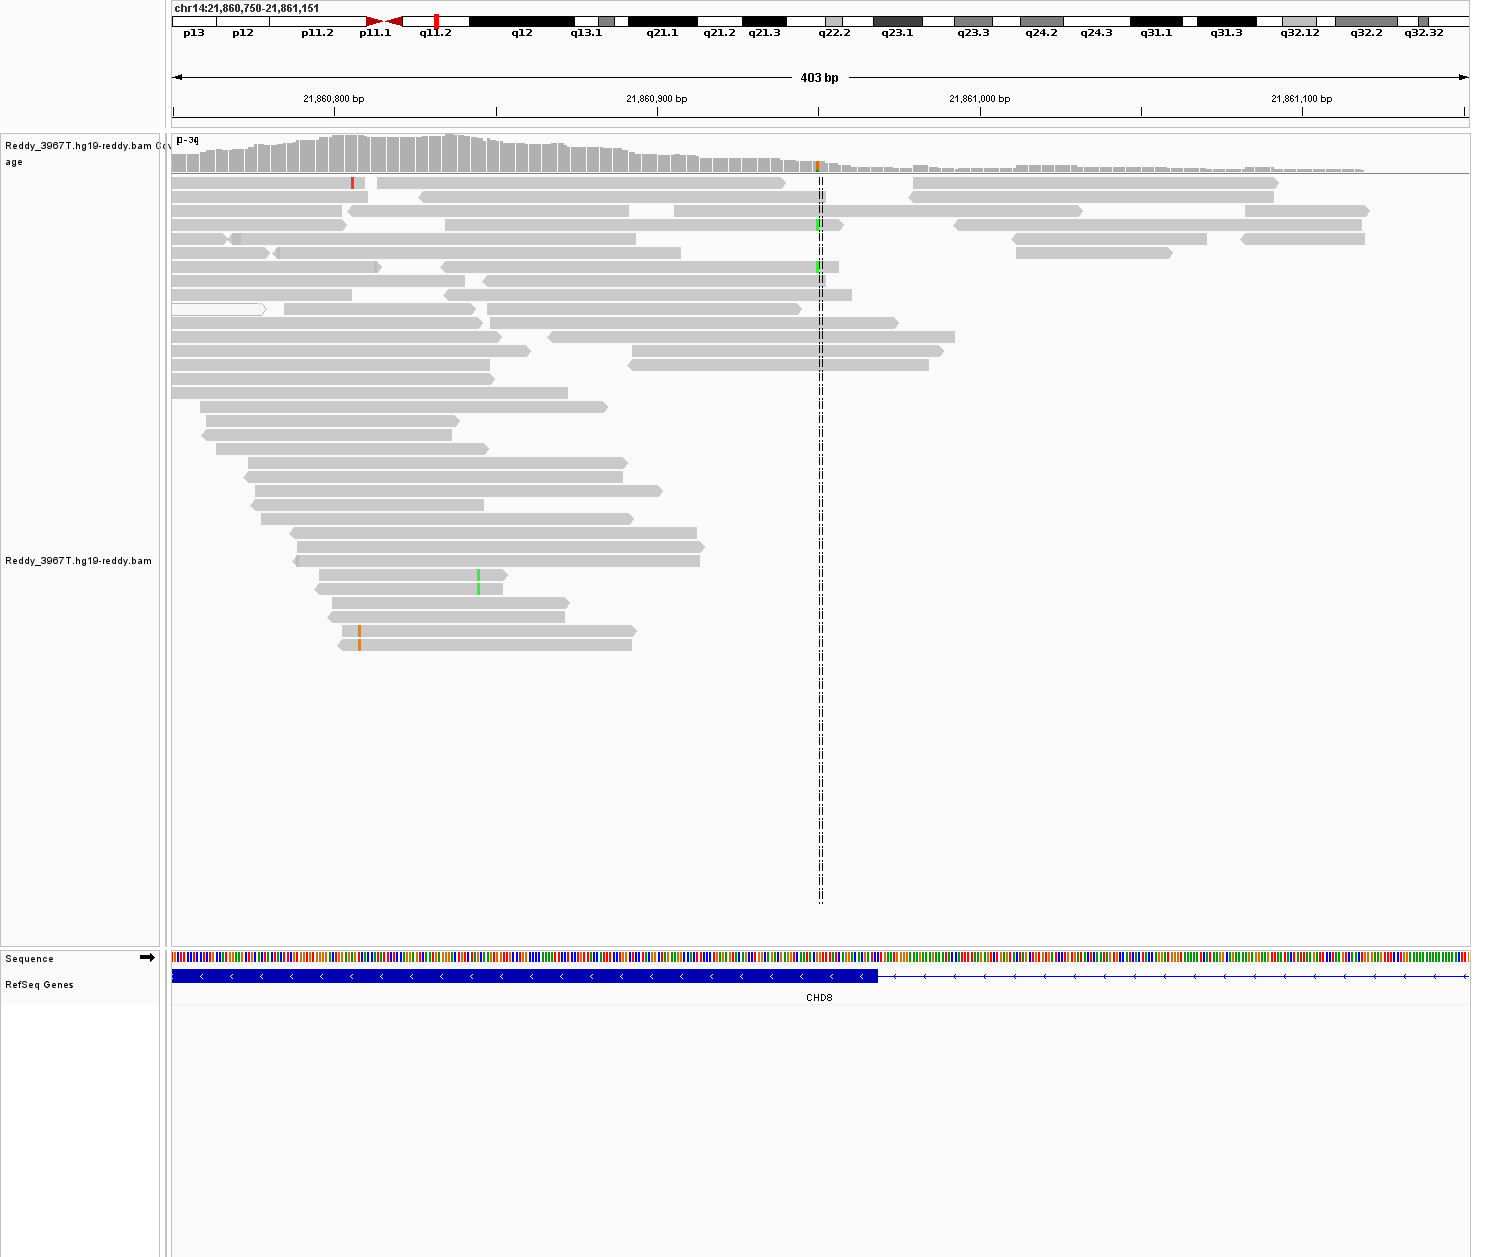 chr14:21,860,750-21,861,151
p13 p12 p11.2 p11.1 q11.2 q12 q13.1 q21.1 q21.2 q21.3 q22.2 q23.1 q23.3 q24.2 q24.3 q31.1 q31.3 q32.12 q32.2 q32.32
403 bp
21,860,800 bp 21,860,900 bp 21,861,000 bp 21,861,100 bp
Reddy_3967T.hg19-reddy.bam Cov
age
[0-34]
Reddy_3967T.hg19-reddy.bam
Sequence
RefSeq Genes
CHD8